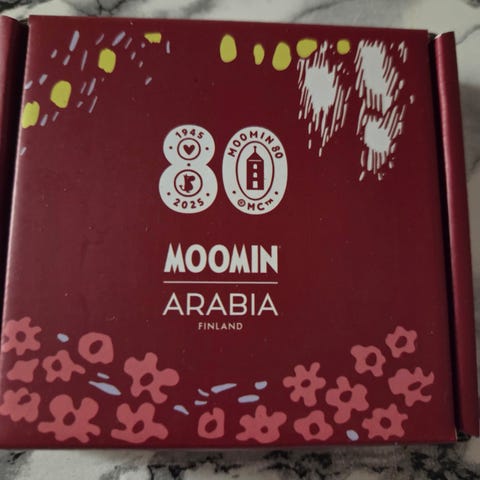 80
1945
2025
MOOMIN 80
©MC™
MOOMIN
ARABIA
FINLAND